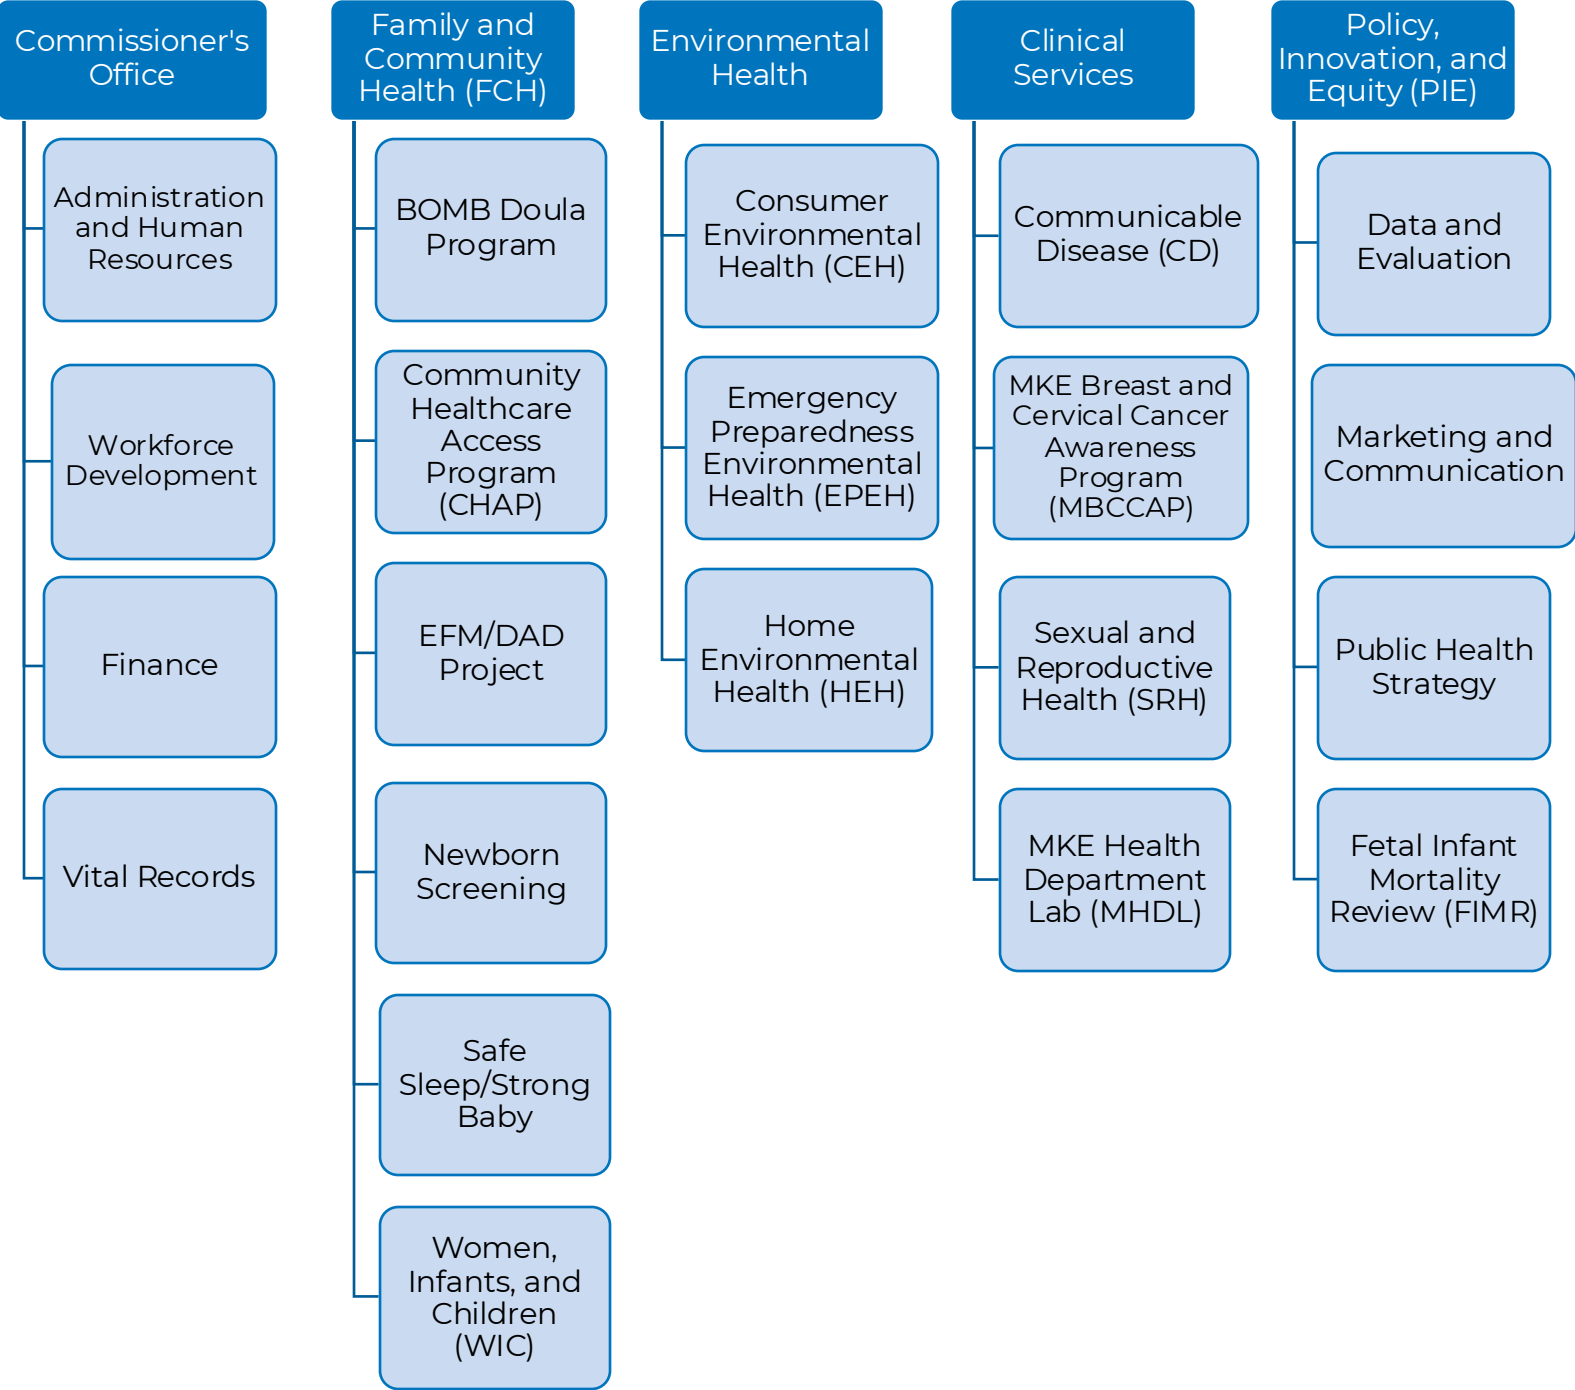 Commissioner's
Office
Administration
and Human
Resources
Workforce
Development
Finance
Vital Records
Family and
Community
Health (FCH)
BOMB Doula
Program
Community
Healthcare
Access
Program
(CHAP)
EFM/DAD
Project
Newborn
Screening
Safe
Sleep/Strong
Baby
Women,
Infants, and
Children
(WIC)
Environmental
Health
Consumer
Environmental
Health (CEH)
Emergency
Preparedness
Environmental
Health (EPEH)
Home
Environmental
Health (HEH)
Clinical
Services
Communicable
Disease (CD)
MKE Breast and
Cervical Cancer
Awareness
Program
(MBCCAP)
Sexual and
Reproductive
Health (SRH)
MKE Health
Department
Lab (MHDL)
Policy,
Innovation, and
Equity (PIE)
Data and
Evaluation
Marketing and
Communication
Public Health
Strategy
Fetal Infant
Mortality
Review (FIMR)